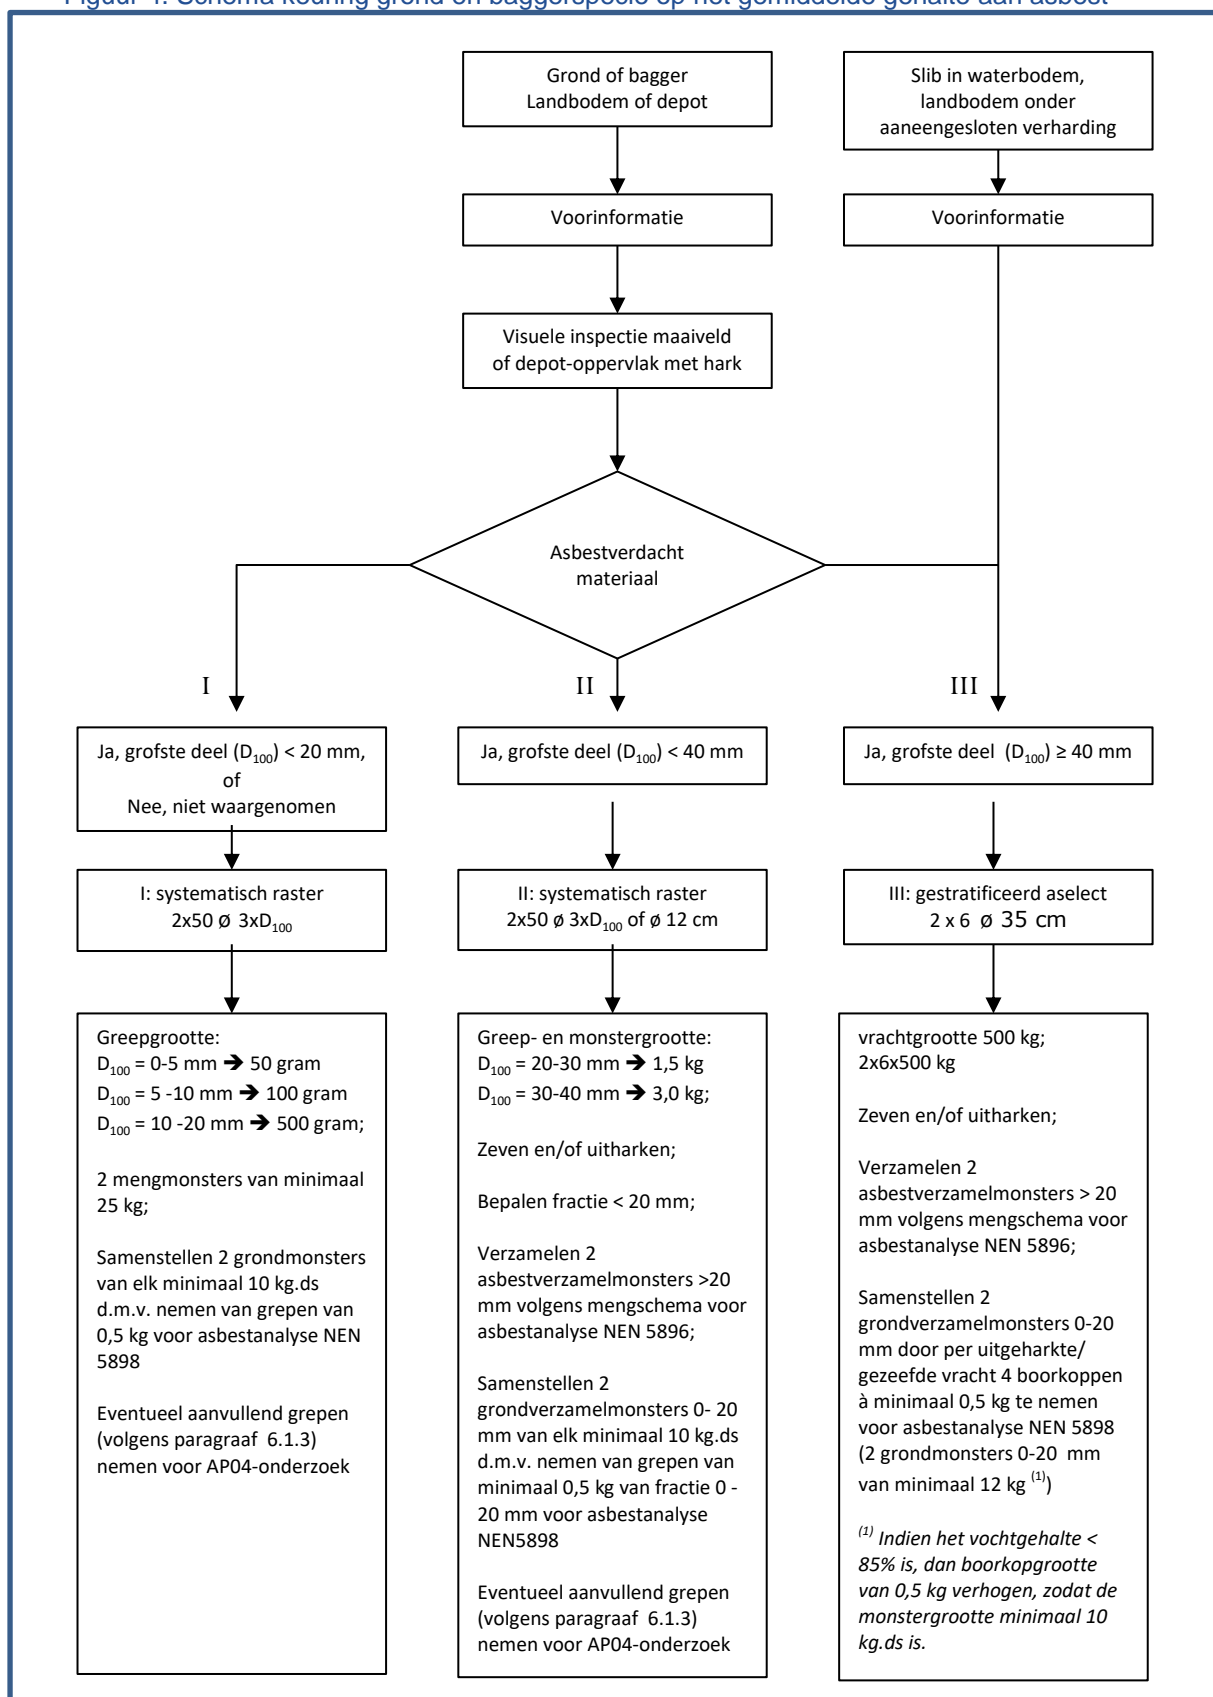 Figuur 4: Schema keuring grond en baggerspecie op het gemiddelde gehalte aan asbest
Grond of bagger
Landbodem of depot
Slib in waterbodem,
landbodem onder
aaneengesloten verharding
Voorinformatie
Voorinformatie
Visuele inspectie maaiveld
of depot-oppervlak met hark
Asbestverdacht
materiaal
I
II
III
Ja, grofste deel (D100) < 20 mm,
of
Nee, niet waargenomen
Ja, grofste deel (D100) < 40 mm
Ja, grofste deel (D100) ≥ 40 mm
I: systematisch raster
2x50 ø 3xD100
II: systematisch raster
2x50 ø 3xD100 of ø 12 cm
III: gestratificeerd aselect
2 x 6 ø 35 cm
Greepgrootte:
D100 = 0-5 mm ➔ 50 gram
D100 = 5 -10 mm ➔ 100 gram
D100 = 10 -20 mm ➔ 500 gram;
2 mengmonsters van minimaal
25 kg;
Samenstellen 2 grondmonsters
van elk minimaal 10 kg.ds
d.m.v. nemen van grepen van
0,5 kg voor asbestanalyse NEN
5898
Eventueel aanvullend grepen
(volgens paragraaf 6.1.3)
nemen voor AP04-onderzoek
Greep- en monstergrootte:
D100 = 20-30 mm ➔ 1,5 kg
D100 = 30-40 mm ➔ 3,0 kg;
Zeven en/of uitharken;
Bepalen fractie < 20 mm;
Verzamelen 2
asbestverzamelmonsters >20
mm volgens mengschema voor
asbestanalyse NEN 5896;
Samenstellen 2
grondverzamelmonsters 0- 20
mm van elk minimaal 10 kg.ds
d.m.v. nemen van grepen van
minimaal 0,5 kg van fractie 0 -
20 mm voor asbestanalyse
NEN5898
Eventueel aanvullend grepen
(volgens paragraaf 6.1.3)
nemen voor AP04-onderzoek
vrachtgrootte 500 kg;
2x6x500 kg
Zeven en/of uitharken;
Verzamelen 2
asbestverzamelmonsters > 20
mm volgens mengschema voor
asbestanalyse NEN 5896;
Samenstellen 2
grondverzamelmonsters 0-20
mm door per uitgeharkte/
gezeefde vracht 4 boorkoppen
à minimaal 0,5 kg te nemen
voor asbestanalyse NEN 5898
(2 grondmonsters 0-20 mm
van minimaal 12 kg (1))
(1) Indien het vochtgehalte <
85% is, dan boorkopgrootte
van 0,5 kg verhogen, zodat de
monstergrootte minimaal 10
kg.ds is.